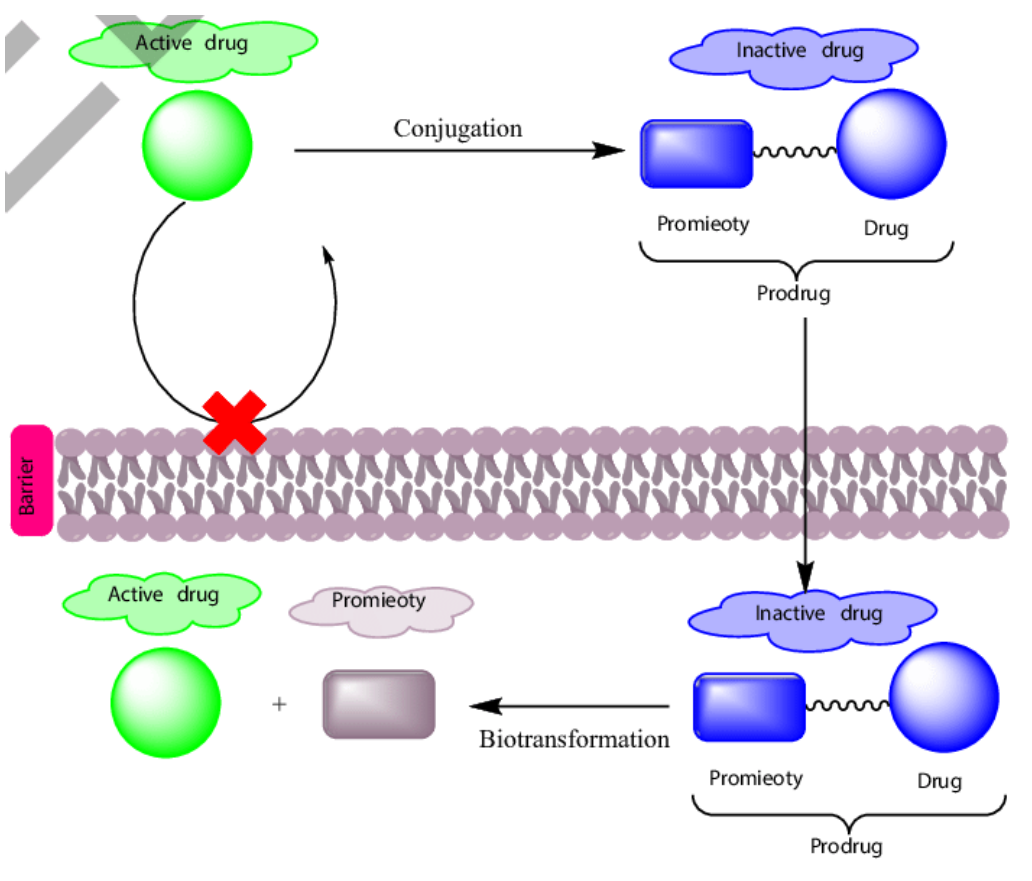 Active drug
Inactive drug
Conjugation
Promieoty
Drug
Prodrug
Barrier
Active drug
Promieoty
Inactive drug
+
Biotransformation
Promieoty
Drug
Prodrug